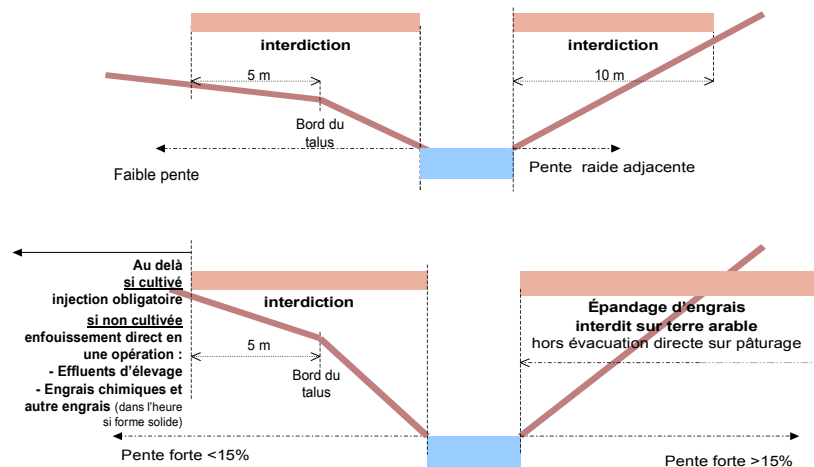 interdiction
5 m
Bord du
talus
Faible pente
interdiction
10 m
Pente raide adjacente
Au delà
si cultivé
injection obligatoire
si non cultivée
enfouissement direct en
une opération :
- Effluents d'élevage
- Engrais chimiques et
autre engrais (dans l'heure
si forme solide)
interdiction
5 m
Bord du
talus
Pente forte <15%
Épandage d'engrais
interdit sur terre arable
hors évacuation directe sur pâturage
Pente forte >15%